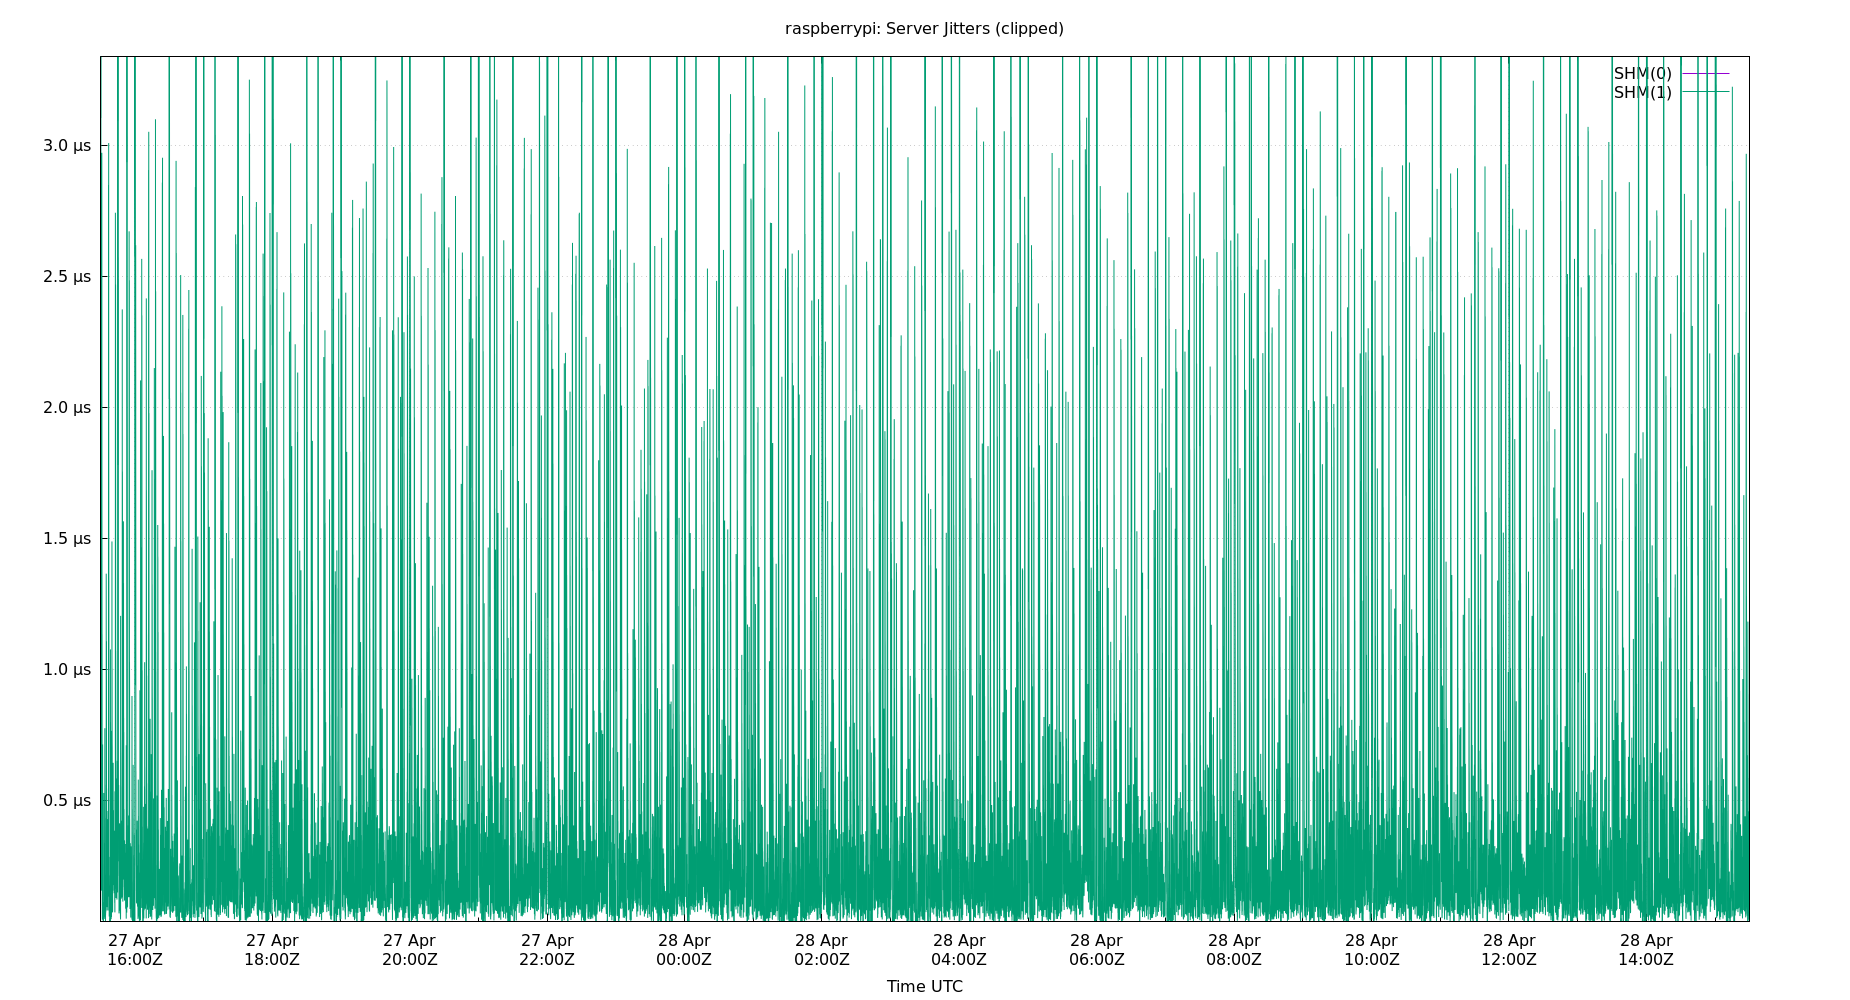 raspberrypi: Server Jitters (clipped)
SHM(0)
SHM(1)
3.0 µs
2.5 µs
2.0 µs
1.5 µs
1.0 µs
0.5 µs
27 Apr 27 Apr 27 Apr 27 Apr 28 Apr 28 Apr 28 Apr 28 Apr 28 Apr 28 Apr 28 Apr 28 Apr
16:00Z 18:00Z 20:00Z 22:00Z 00:00Z 02:00Z 04:00Z 06:00Z 08:00Z 10:00Z 12:00Z 14:00Z
Time UTC